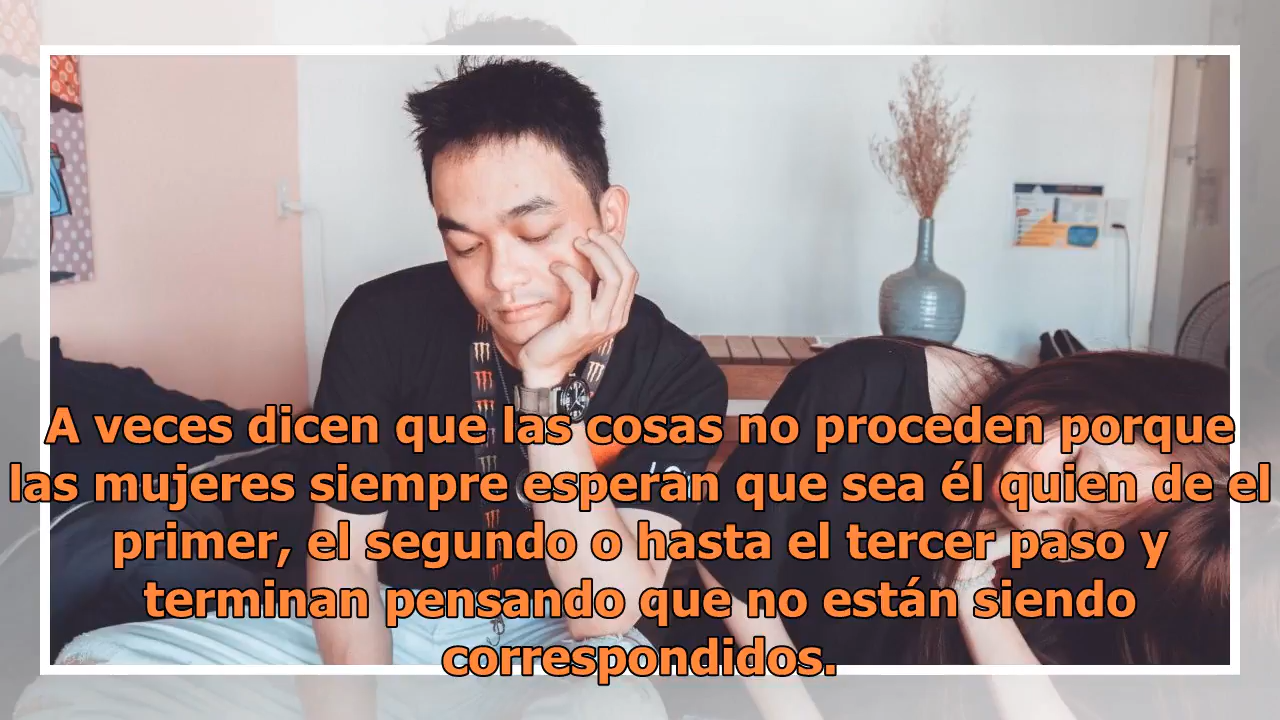 A veces dicen que las cosas no proceden porque
las mujeres siempre esperan que sea él quien de el
primer, el segundo o hasta el tercer paso y
terminan pensando que no están siendo
correspondidos.